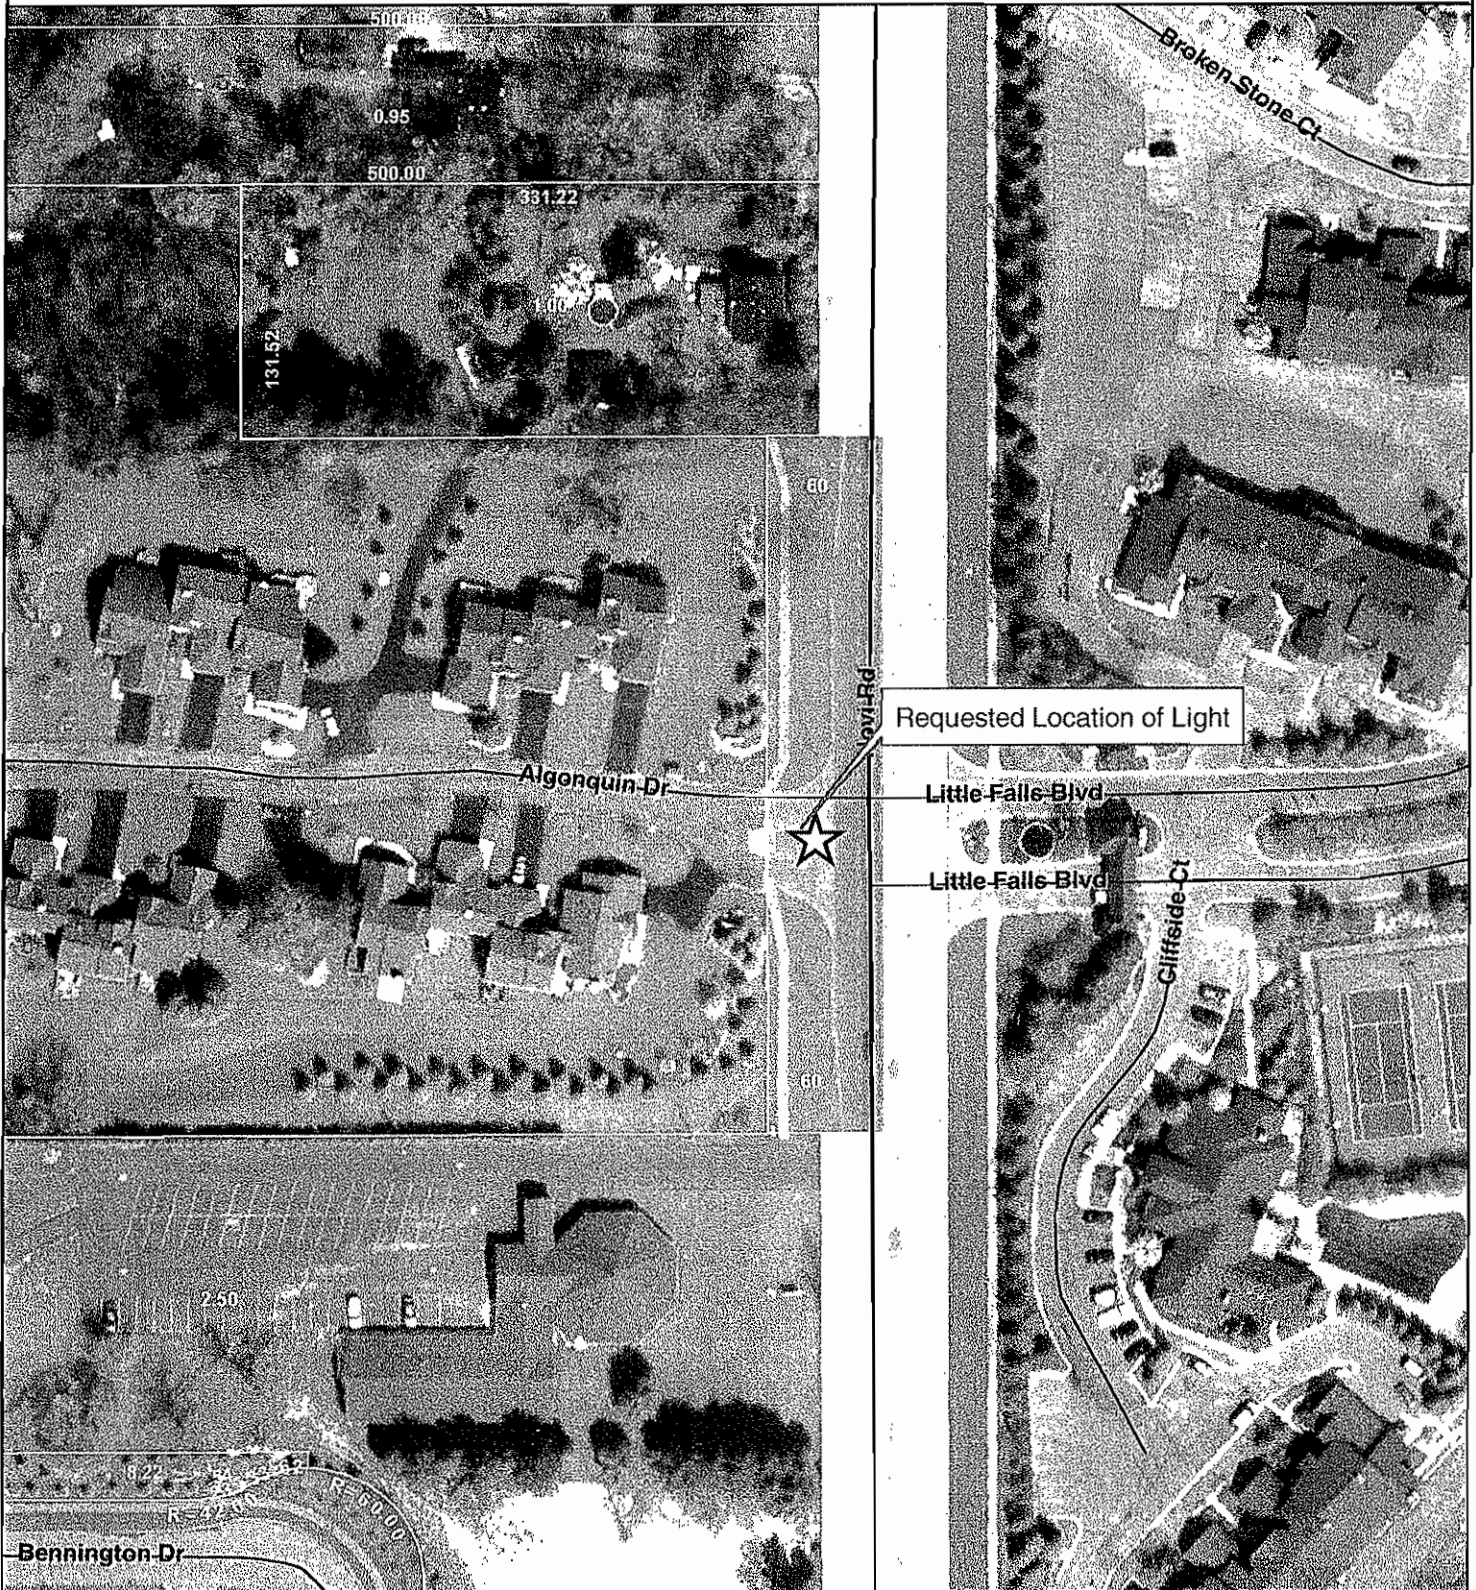 500.00
0.95
500.00
331.22
1.00
131.52
Broken Stone Ct
60
Requested Location of Light
Algonquin Dr
Little Falls Blvd
Little Falls Blvd
Cliffside Ct
60
2.50
8.22
R=60.00
Bennington Dr